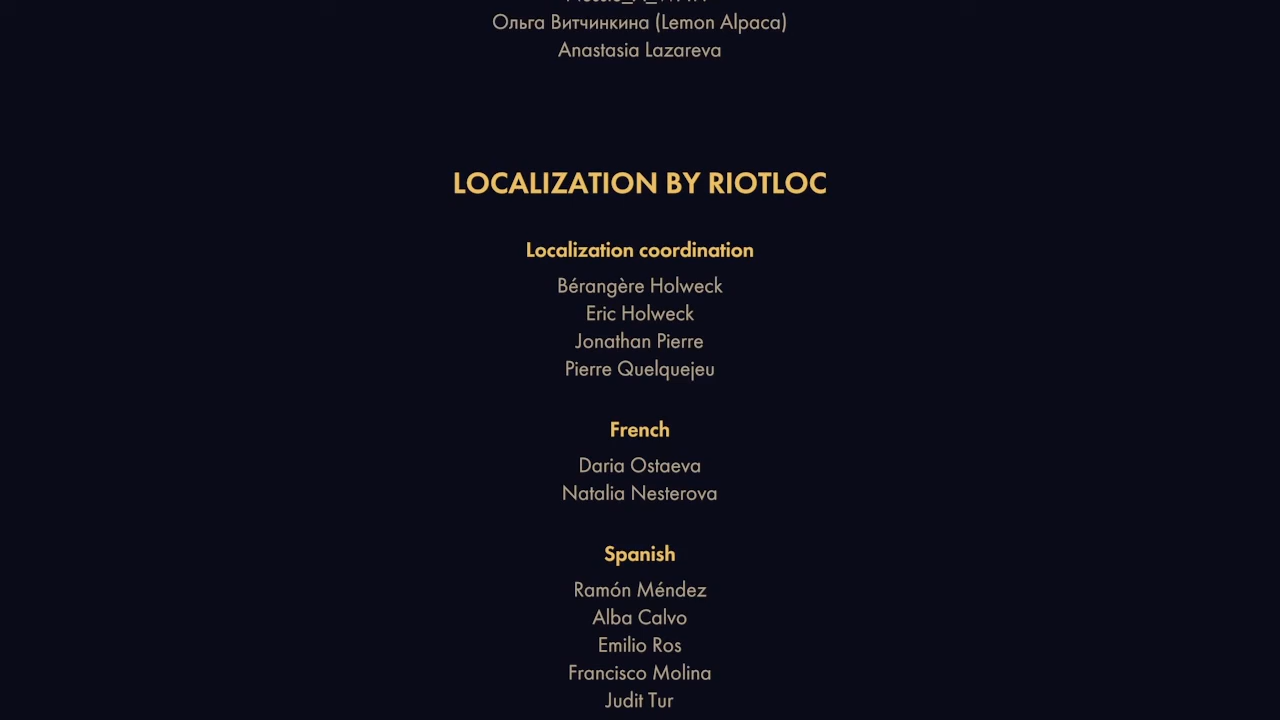 Ольга Витчинкина (Lemon Alpaca)
Anastasia Lazareva
LOCALIZATION BY RIOTLOC
Localization coordination
Bérangère Holweck
Eric Holweck
Jonathan Pierre
Pierre Quelquejeu
French
Daria Ostaeva
Natalia Nesterova
Spanish
Ramón Méndez
Alba Calvo
Emilio Ros
Francisco Molina
Judit Tur